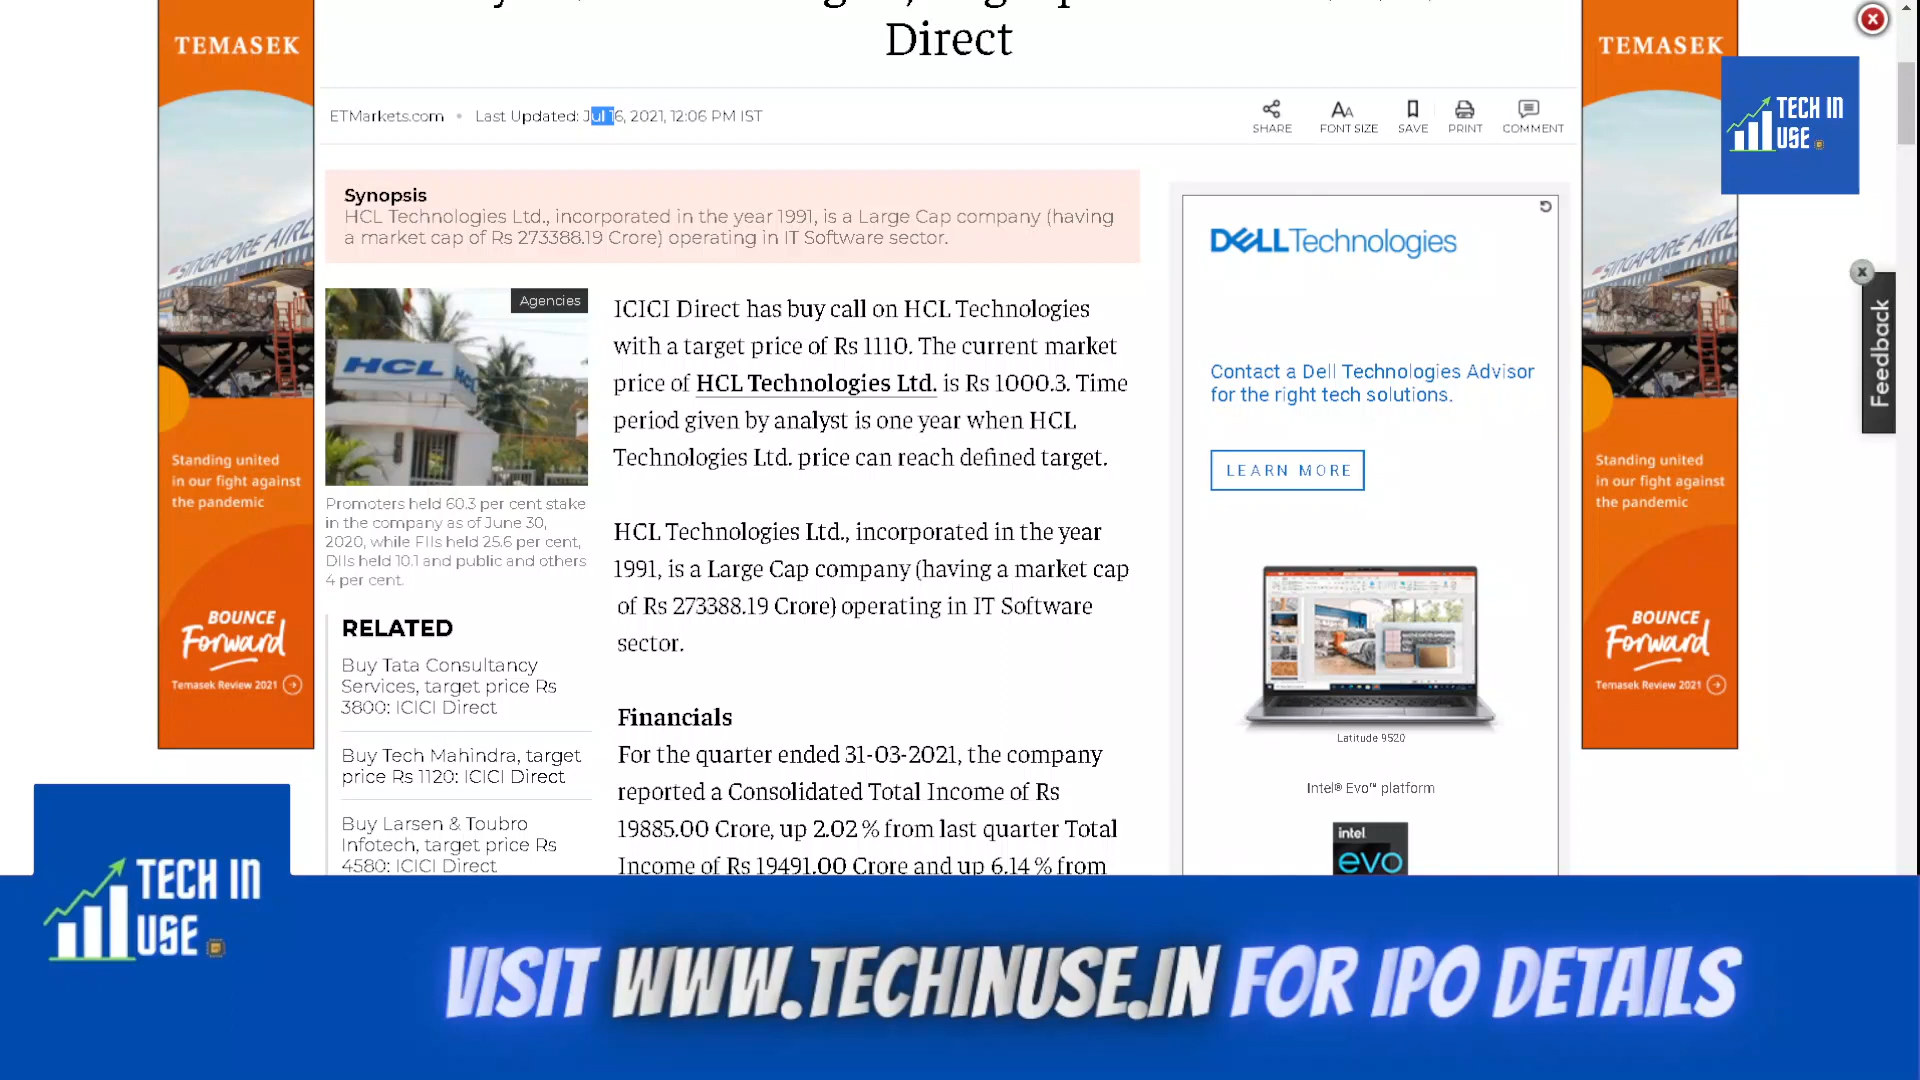 Direct
TEMASEK
TEMASEK
ETMarkets.com • Last Updated: Jul 16, 2021, 12:06 PM IST
SHARE
FONT SIZE
SAVE
PRINT
COMMENT
TECH IN
USE
Synopsis
HCL Technologies Ltd., incorporated in the year 1991, is a Large Cap company (having
a market cap of Rs 273388.19 Crore) operating in IT Software sector.
SINGAPORE AIRL
Agencies
HCL
HCL
Promoters held 60.3 per cent stake
in the company as of June 30,
2020, while FIIs held 25.6 per cent,
DIIs held 10.1 and public and others
4 per cent.
RELATED
Buy Tata Consultancy
Services, target price Rs
3800: ICICI Direct
Buy Tech Mahindra, target
price Rs 1120: ICICI Direct
Buy Larsen & Toubro
Infotech, target price Rs
4580: ICICI Direct
ICICI Direct has buy call on HCL Technologies
with a target price of Rs 1110. The current market
price of HCL Technologies Ltd. is Rs 1000.3. Time
period given by analyst is one year when HCL
Technologies Ltd. price can reach defined target.
HCL Technologies Ltd., incorporated in the year
1991, is a Large Cap company (having a market cap
of Rs 273388.19 Crore) operating in IT Software
sector.
Financials
For the quarter ended 31-03-2021, the company
reported a Consolidated Total Income of Rs
19885.00 Crore, up 2.02 % from last quarter Total
Income of Rs 19491.00 Crore and up 6.14 % from
DELLTechnologies
Contact a Dell Technologies Advisor
for the right tech solutions.
LEARN MORE
Latitude 9520
Intel® Evo™ platform
intel
evo
SINGAPORE AIRL
Feedback
Standing united
in our fight against
the pandemic
BOUNCE
Forward
Temasek Review 2021
Standing united
in our fight against
the pandemic
BOUNCE
Forward
Temasek Review 2021
TECH IN
USE
VISIT WWW.TECHINUSE.IN FOR IPO DETAILS